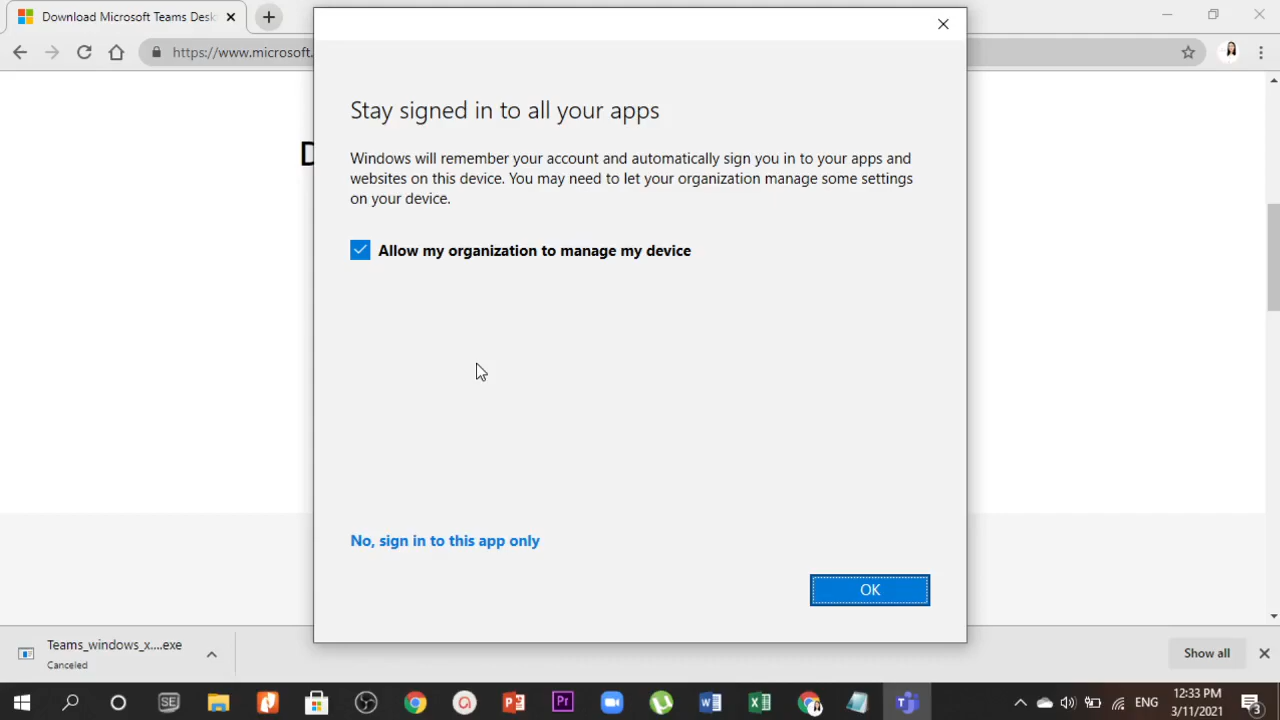 Download Microsoft Teams Desk
https://www.microsoft.
D
Stay signed in to all your apps
Windows will remember your account and automatically sign you in to your apps and
websites on this device. You may need to let your organization manage some settings
on your device.
Allow my organization to manage my device
No, sign in to this app only
OK
Teams_windows_x....exe
Canceled
Show all
SE
Pr
ENG
12:33 PM
3/11/2021
3